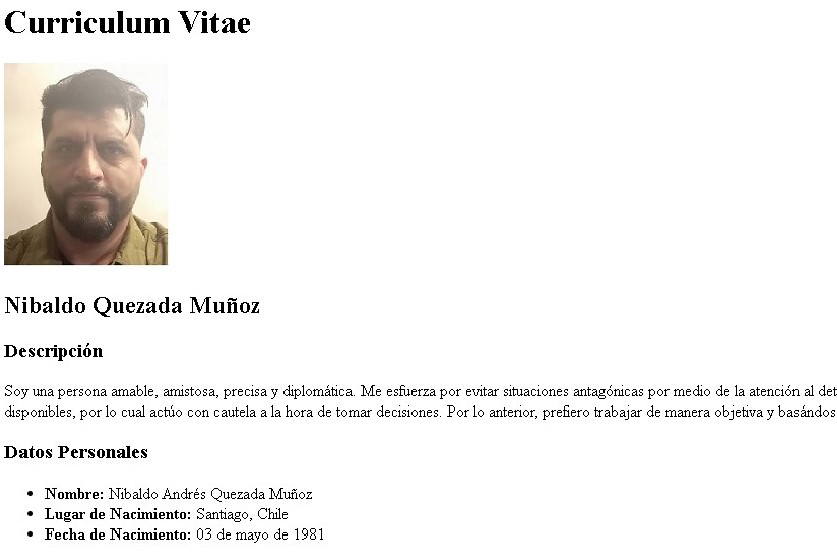 Curriculum Vitae
Nibaldo Quezada Muñoz
Descripción
Soy una persona amable, amistosa, precisa y diplomática. Me esfuerza por evitar situaciones antagónicas por medio de la atención al det
disponibles, por lo cual actúo con cautela a la hora de tomar decisiones. Por lo anterior, prefiero trabajar de manera objetiva y basándos
Datos Personales
• Nombre: Nibaldo Andrés Quezada Muñoz
• Lugar de Nacimiento: Santiago, Chile
• Fecha de Nacimiento: 03 de mayo de 1981